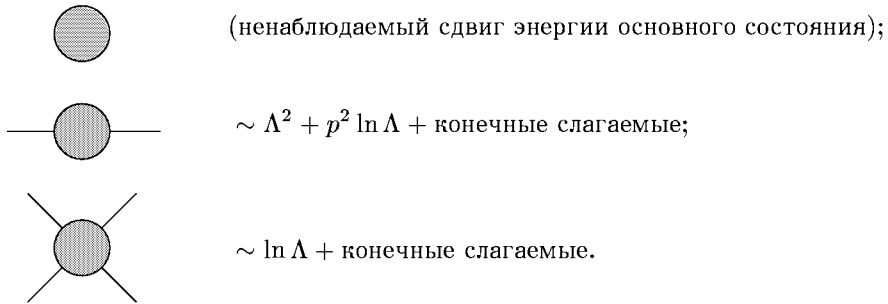 (ненаблюдаемый сдвиг энергии основного состояния);
~ Λ² + p² ln Λ + конечные слагаемые;
~ ln Λ + конечные слагаемые.